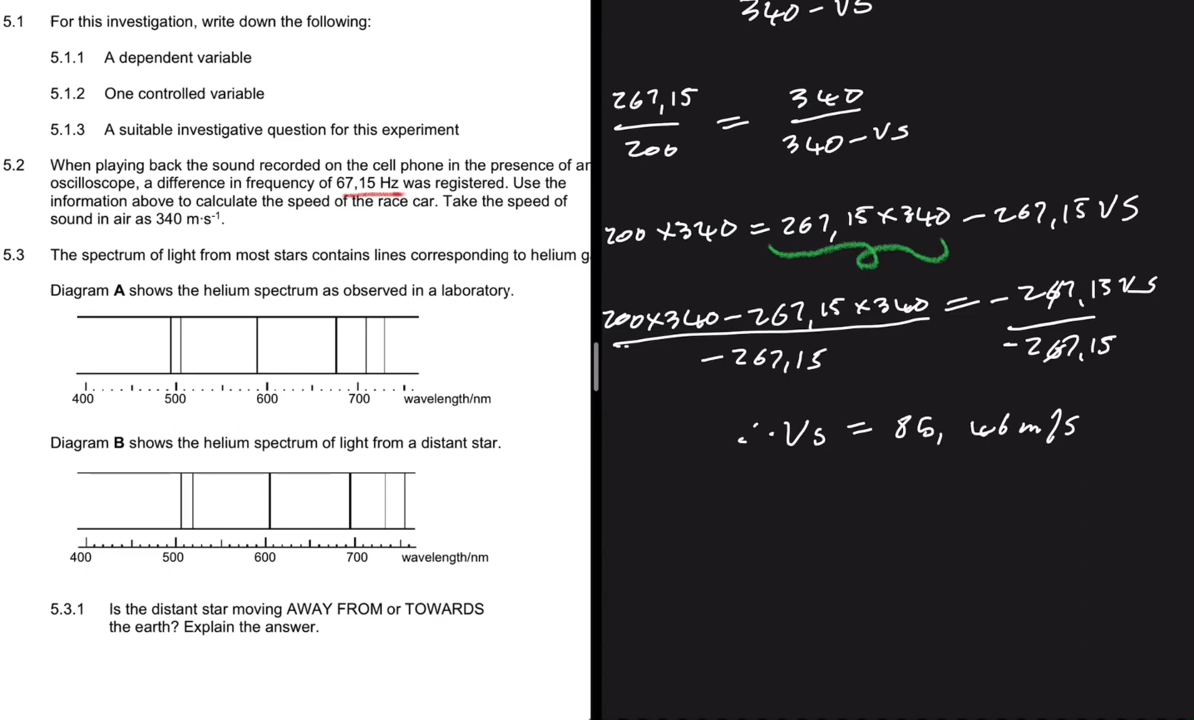 5.1 For this investigation, write down the following:
5.1.1 A dependent variable
5.1.2 One controlled variable
5.1.3 A suitable investigative question for this experiment
5.2 When playing back the sound recorded on the cell phone in the presence of an
oscilloscope, a difference in frequency of 67,15 Hz was registered. Use the
information above to calculate the speed of the race car. Take the speed of
sound in air as 340 m·s⁻¹.
5.3 The spectrum of light from most stars contains lines corresponding to helium g
Diagram A shows the helium spectrum as observed in a laboratory.
400 500 600 700 wavelength/nm
Diagram B shows the helium spectrum of light from a distant star.
400 500 600 700 wavelength/nm
5.3.1 Is the distant star moving AWAY FROM or TOWARDS
the earth? Explain the answer.
340 - VS
267,15 / 200 = 340 / 340 - VS
200 × 340 = 267,15 × 340 - 267,15 VS
200×340 - 267,15 × 340 / -267,15 = -267,15 VS / -267,15
∴ Vs = 85,46 m/s